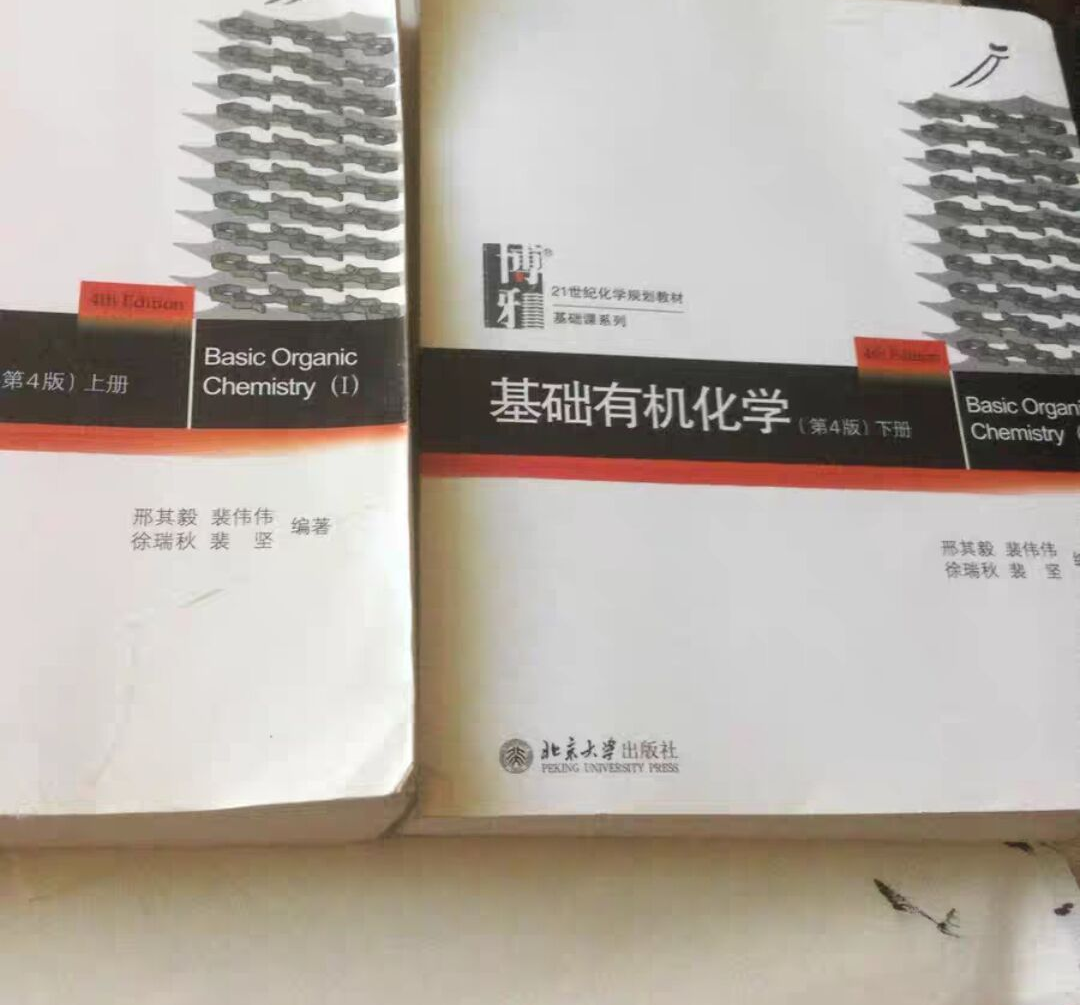 4th Edition
第4版）上册
Basic Organic
Chemistry (I)
邢其毅 裴伟伟
徐瑞秋 裴 坚
编著
博雅
21世纪化学规划教材
基础课系列
4th Edition
基础有机化学（第4版）下册
Basic Organi
Chemistry (
邢其毅 裴伟伟
徐瑞秋 裴 坚
北京大学出版社
PEKING UNIVERSITY PRESS